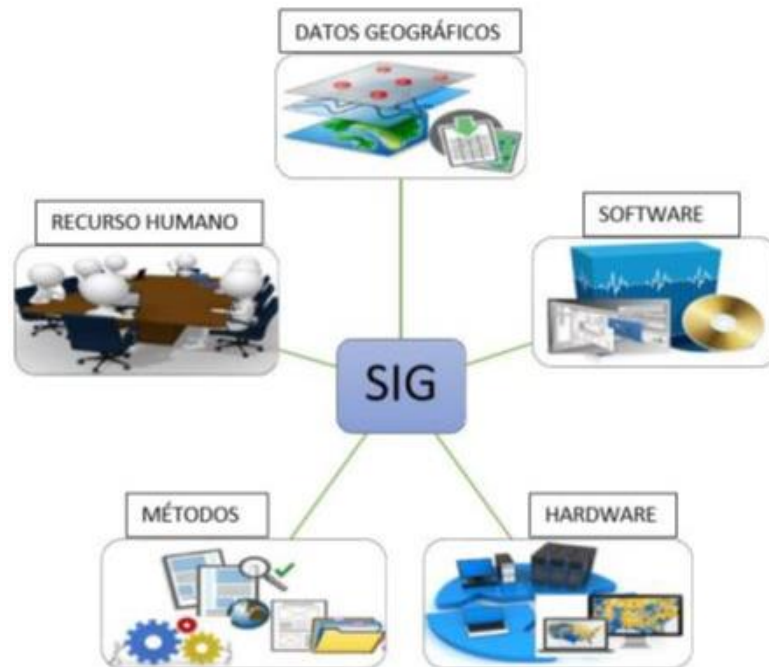 DATOS GEOGRÁFICOS
RECURSO HUMANO
SOFTWARE
SIG
MÉTODOS
HARDWARE